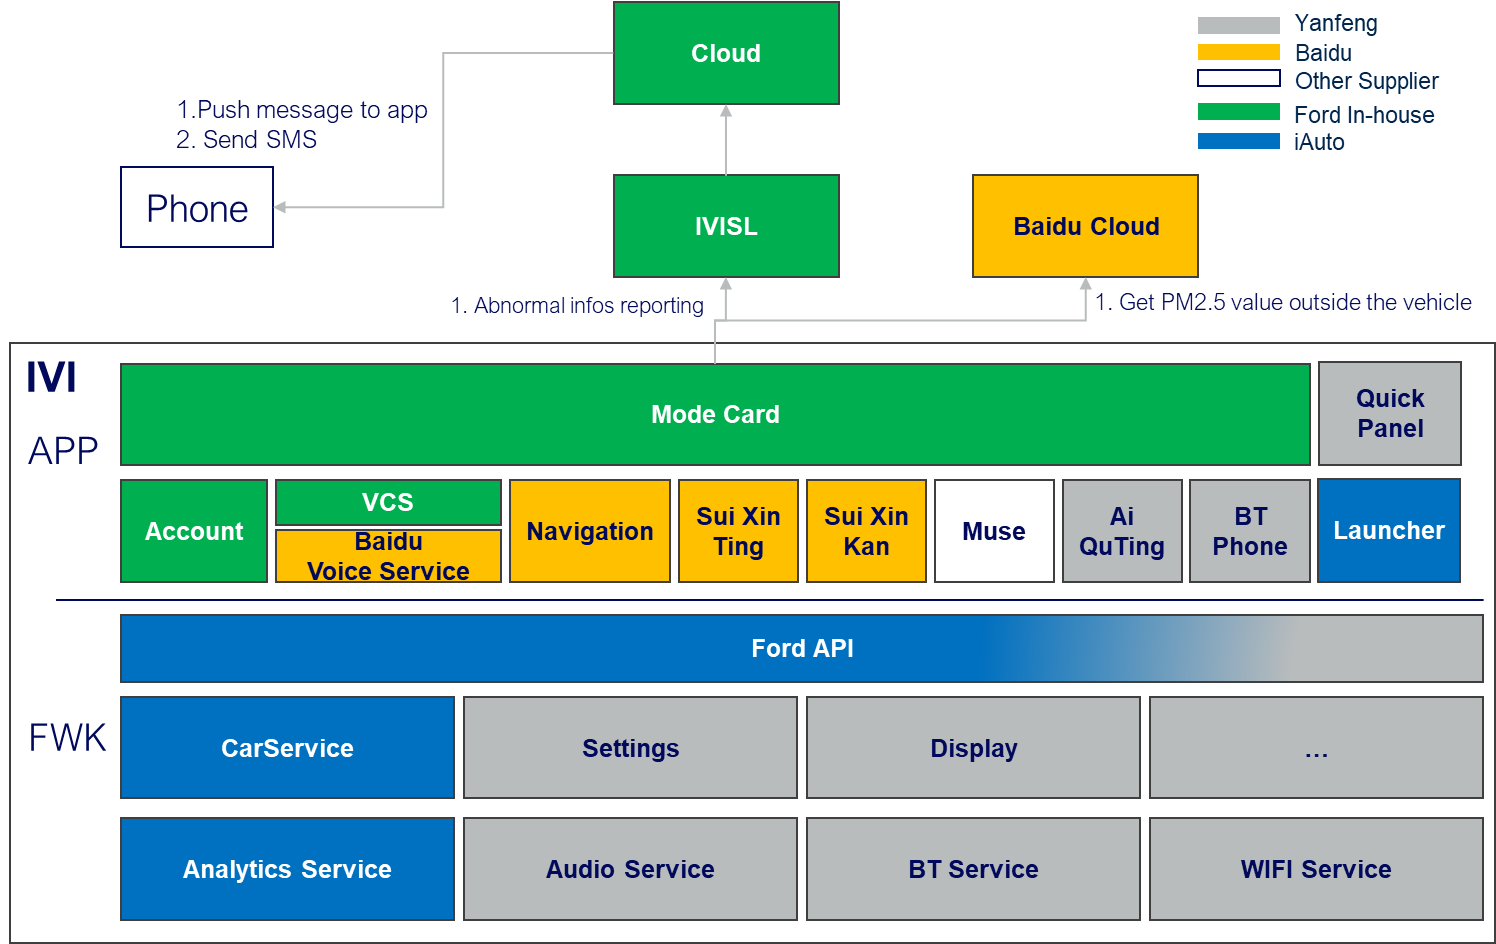 Cloud
Yanfeng
Baidu
Other Supplier
Ford In-house
iAuto
1.Push message to app
2. Send SMS
Phone
IVISL
Baidu Cloud
1. Abnormal infos reporting
1. Get PM2.5 value outside the vehicle
IVI
APP
Mode Card
Quick
Panel
Account
VCS
Baidu
Voice Service
Navigation
Sui Xin
Ting
Sui Xin
Kan
Muse
Ai
QuTing
BT
Phone
Launcher
Ford API
FWK
CarService
Settings
Display
...
Analytics Service
Audio Service
BT Service
WIFI Service